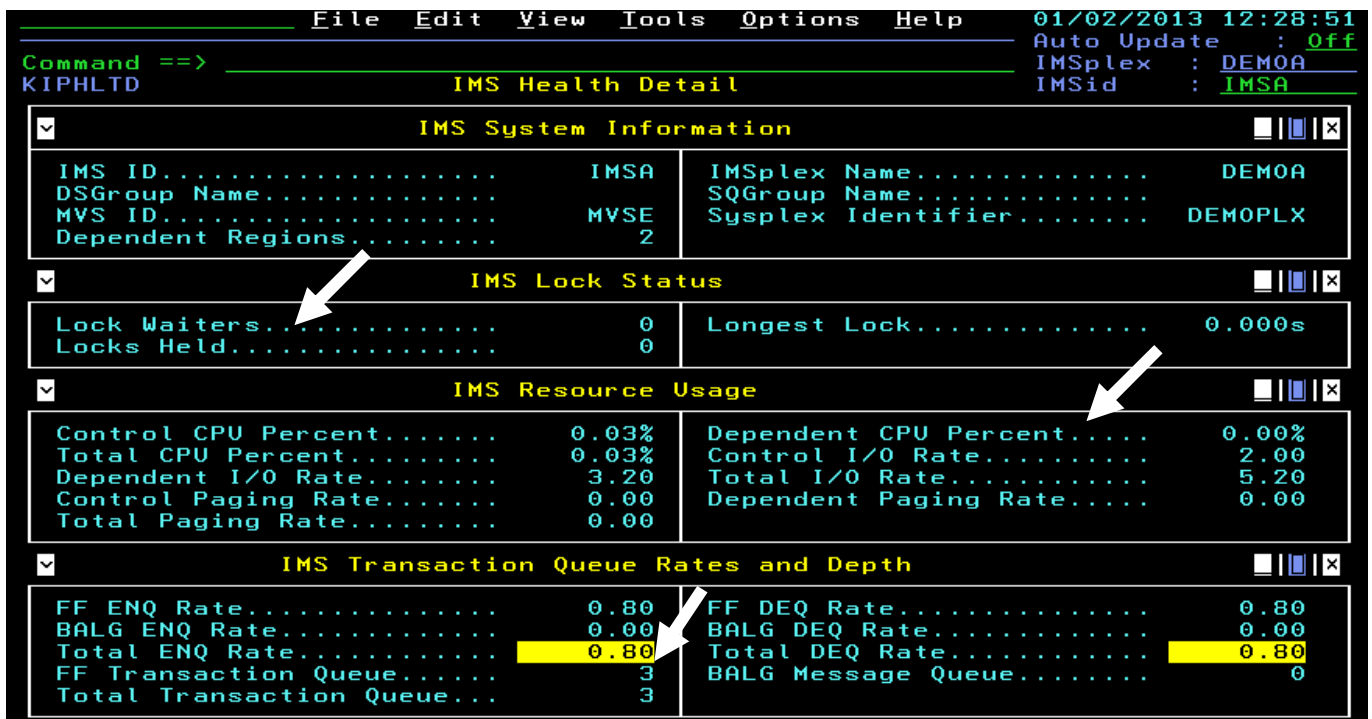 File Edit View Tools Options Help 01/02/2013 12:28:51
Auto Update : Off
Command ==> IMSplex : DEMOA
KIPHLTD IMS Health Detail IMSid : IMSA
IMS System Information
IMS ID.................... IMSA IMSplex Name.............. DEMOA
DSGroup Name.............. SQGroup Name..............
MVS ID.................... MVSE Sysplex Identifier........ DEMOPLX
Dependent Regions......... 2
IMS Lock Status
Lock Waiters.............. 0 Longest Lock.............. 0.000s
Locks Held................ 0
IMS Resource Usage
Control CPU Percent....... 0.03% Dependent CPU Percent..... 0.00%
Total CPU Percent......... 0.03% Control I/O Rate.......... 2.00
Dependent I/O Rate........ 3.20 Total I/O Rate............ 5.20
Control Paging Rate....... 0.00 Dependent Paging Rate..... 0.00
Total Paging Rate......... 0.00
IMS Transaction Queue Rates and Depth
FF ENQ Rate............... 0.80 FF DEQ Rate............... 0.80
BALG ENQ Rate............. 0.00 BALG DEQ Rate............. 0.00
Total ENQ Rate............ 0.80 Total DEQ Rate............ 0.80
FF Transaction Queue...... 3 BALG Message Queue........ 0
Total Transaction Queue... 3